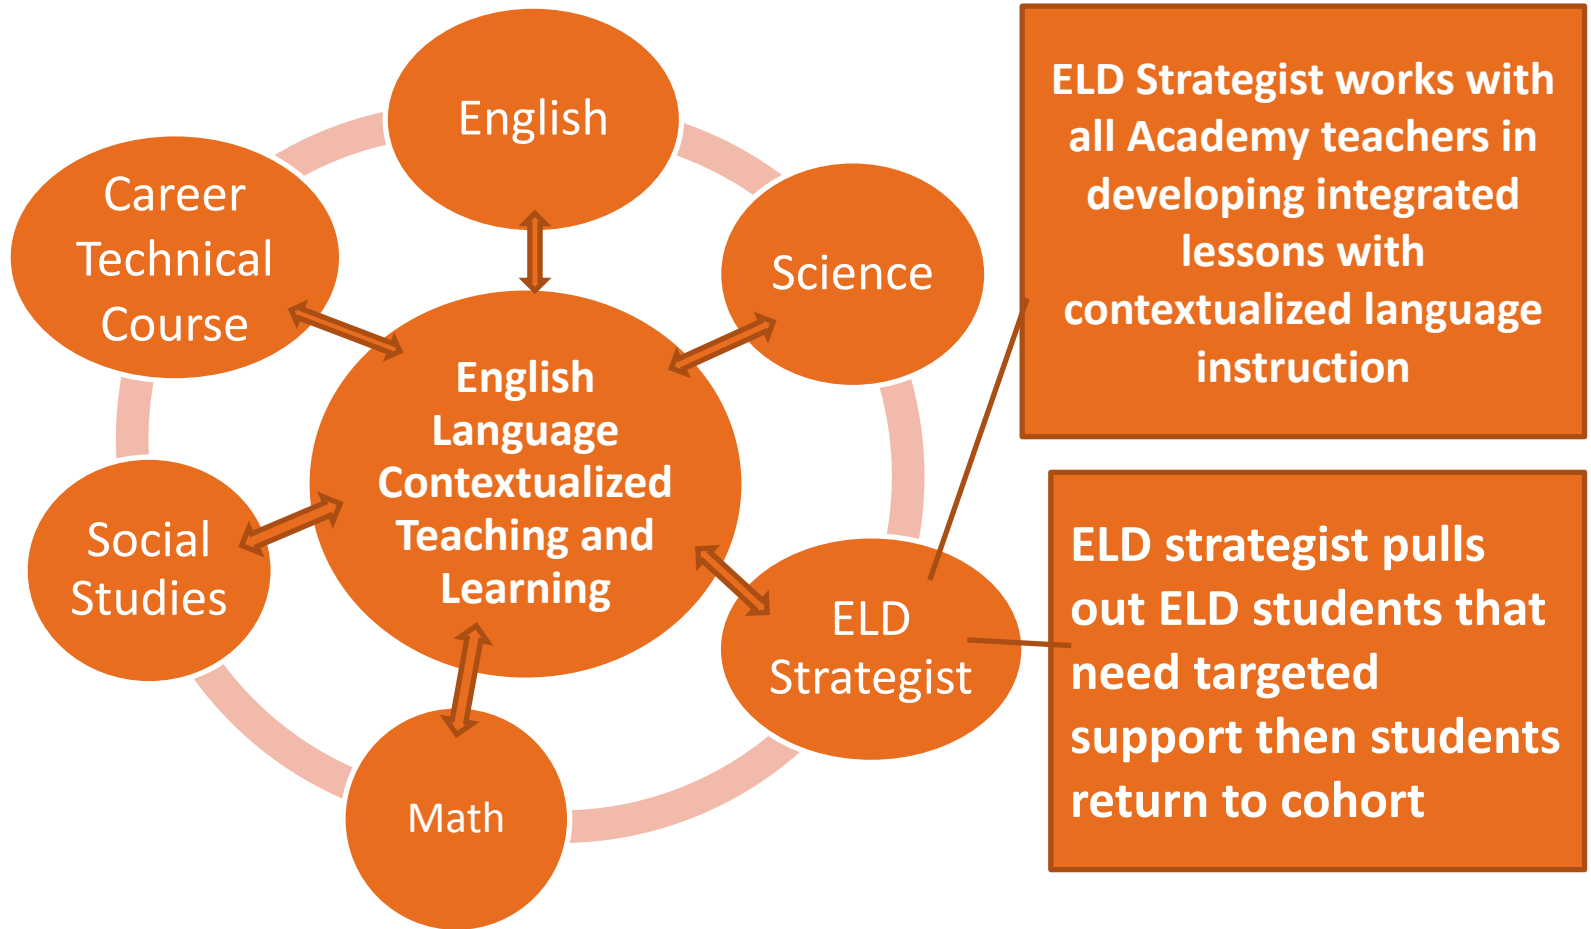 English
Career
Technical
Course
Science
English
Language
Contextualized
Teaching and
Learning
Social
Studies
ELD
Strategist
Math
ELD Strategist works with
all Academy teachers in
developing integrated
lessons with
contextualized language
instruction
ELD strategist pulls
out ELD students that
need targeted
support then students
return to cohort